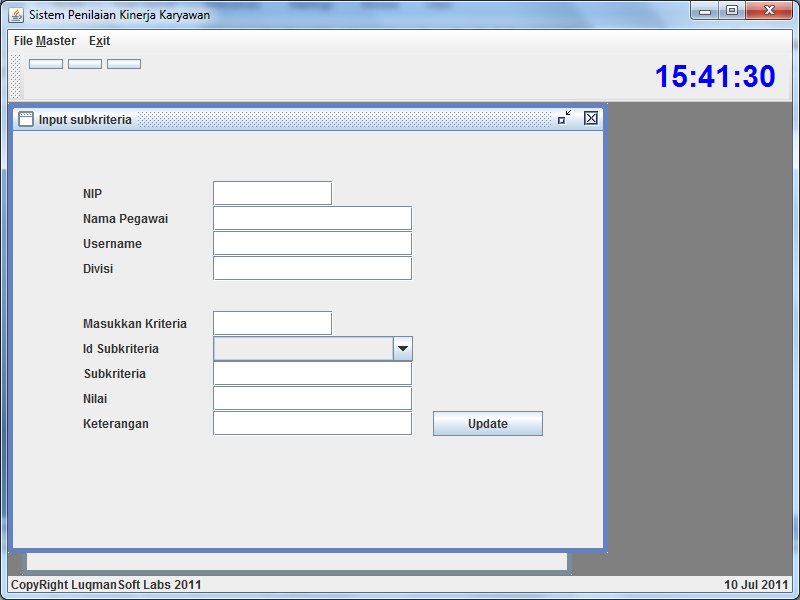 Sistem Penilaian Kinerja Karyawan
File Master Exit
15:41:30
Input subkriteria
NIP
Nama Pegawai
Username
Divisi
Masukkan Kriteria
Id Subkriteria
Subkriteria
Nilai
Keterangan
Update
CopyRight LuqmanSoft Labs 2011
10 Jul 2011